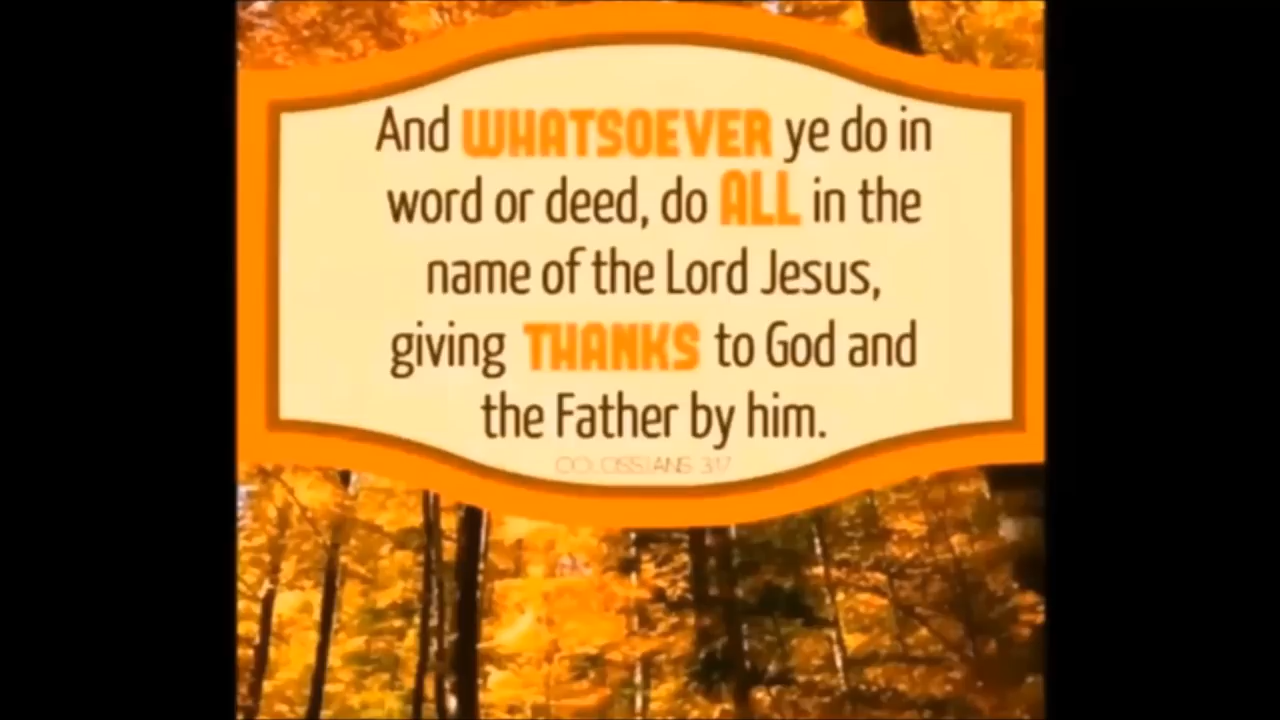 And WHATSOEVER ye do in
word or deed, do ALL in the
name of the Lord Jesus,
giving THANKS to God and
the Father by him.
COLOSSIANS 3:17